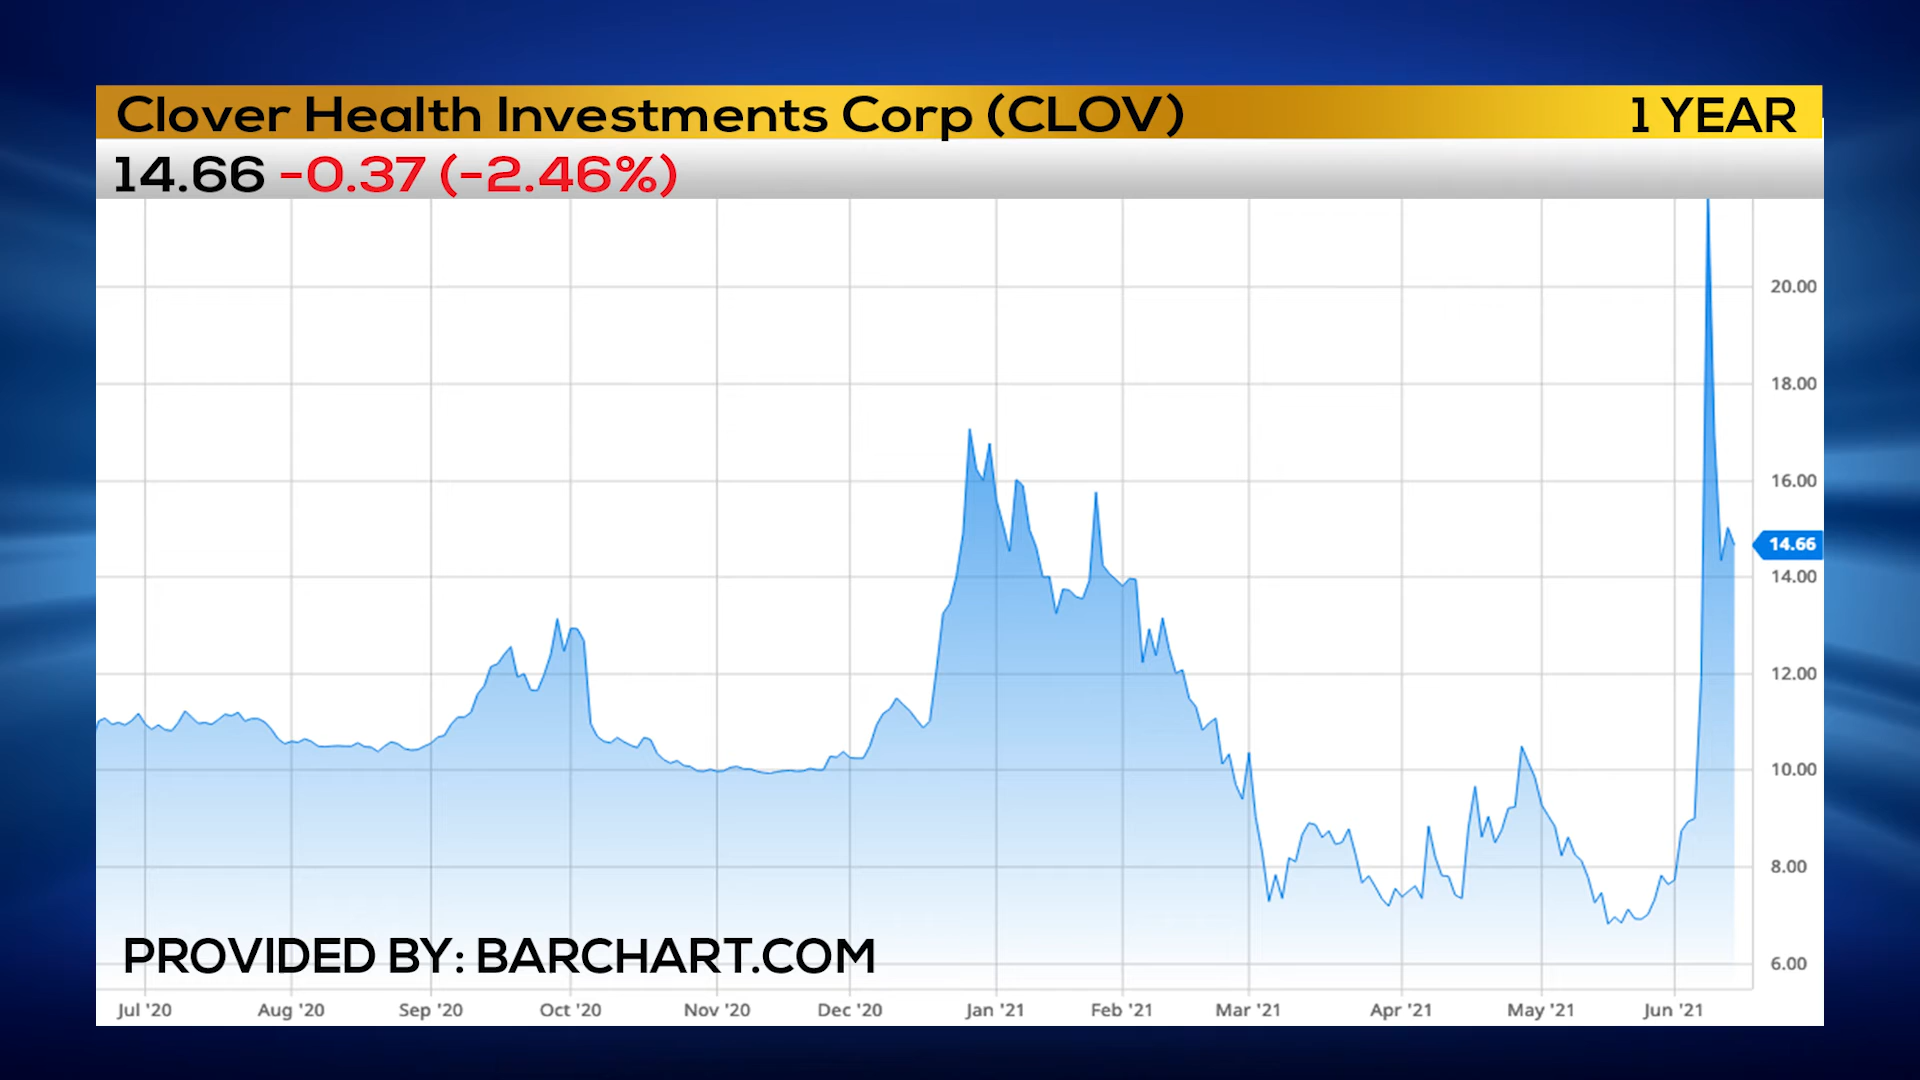 Clover Health Investments Corp (CLOV) 1 YEAR
14.66 -0.37 (-2.46%)
20.00
18.00
16.00
14.66
14.00
12.00
10.00
8.00
6.00
PROVIDED BY: BARCHART.COM
Jul '20 Aug '20 Sep '20 Oct '20 Nov '20 Dec '20 Jan '21 Feb '21 Mar '21 Apr '21 May '21 Jun '21